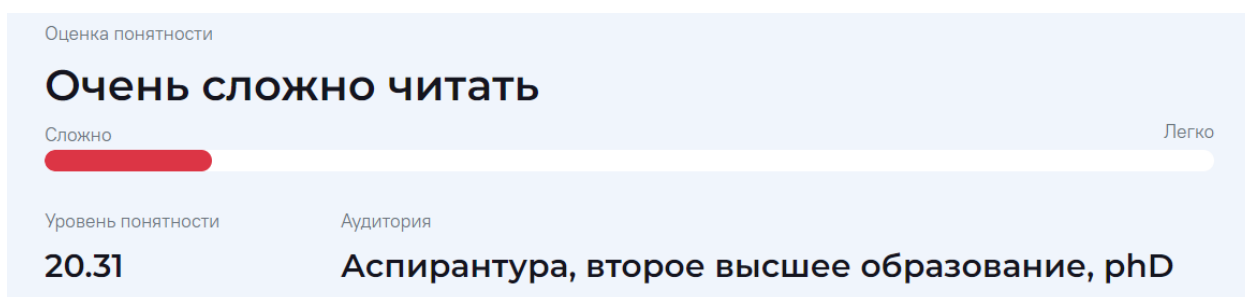 Оценка понятности
Очень сложно читать
Сложно Легко
Уровень понятности Аудитория
20.31 Аспирантура, второе высшее образование, phD